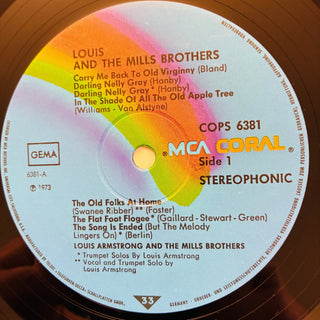 LOUIS
AND THE MILLS BROTHERS
Carry Me Back To Old Virginny (Bland)
Darling Nelly Gray (Hanby)
Darling Nelly Gray * (Hanby)
In The Shade Of All The Old Apple Tree
(Williams - Van Alstyne)
COPS 6381
GEMA
MCA CORAL
Side 1
6381-A
℗ 1973
STEREOPHONIC
The Old Folks At Home
(Swanee Ribber) ** (Foster)
The Flat Foot Flogee * (Gaillard - Stewart - Green)
The Song Is Ended (But The Melody
Lingers On) * (Berlin)
LOUIS ARMSTRONG AND THE MILLS BROTHERS
* Trumpet Solos By Louis Armstrong
** Vocal and Trumpet Solo by
Louis Armstrong
33